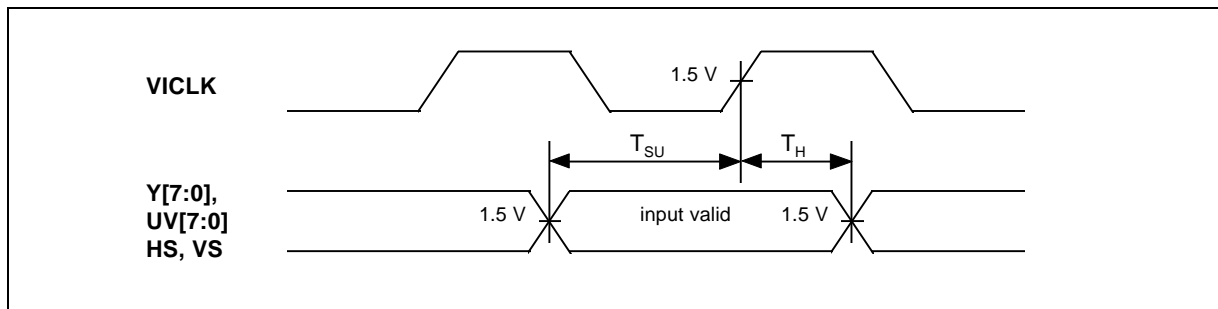 VICLK
1.5 V
T_SU
T_H
Y[7:0],
UV[7:0]
HS, VS
1.5 V
input valid
1.5 V